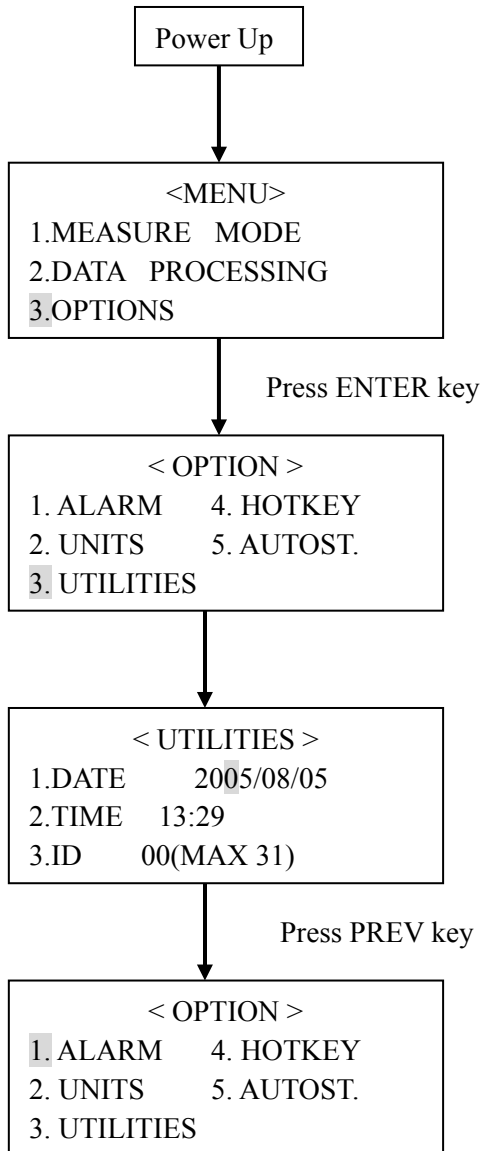 Power Up
<MENU>
1.MEASURE MODE
2.DATA PROCESSING
3.OPTIONS
Press ENTER key
< OPTION >
1. ALARM 4. HOTKEY
2. UNITS 5. AUTOST.
3. UTILITIES
< UTILITIES >
1.DATE 2005/08/05
2.TIME 13:29
3.ID 00(MAX 31)
Press PREV key
< OPTION >
1. ALARM 4. HOTKEY
2. UNITS 5. AUTOST.
3. UTILITIES